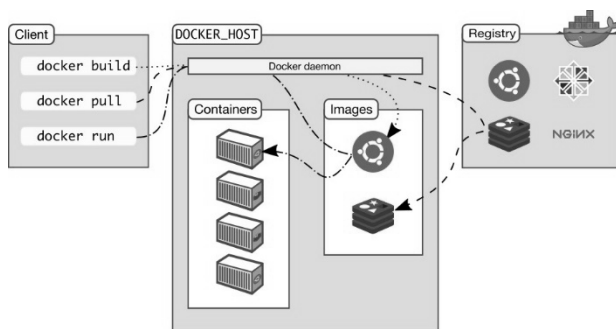 Client
docker build
docker pull
docker run
DOCKER_HOST
Docker daemon
Containers
Images
Registry
NGINX